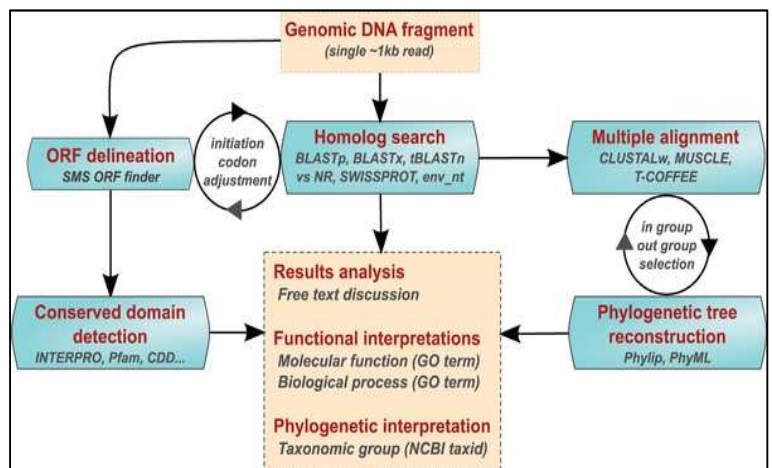 Genomic DNA fragment
(single ~1kb read)
ORF delineation
SMS ORF finder
initiation
codon
adjustment
Homolog search
BLASTp, BLASTx, tBLASTn
vs NR, SWISSPROT, env_nt
Multiple alignment
CLUSTALw, MUSCLE,
T-COFFEE
in group
out group
selection
Conserved domain
detection
INTERPRO, Pfam, CDD...
Results analysis
Free text discussion
Functional interpretations
Molecular function (GO term)
Biological process (GO term)
Phylogenetic interpretation
Taxonomic group (NCBI taxid)
Phylogenetic tree
reconstruction
Phylip, PhyML